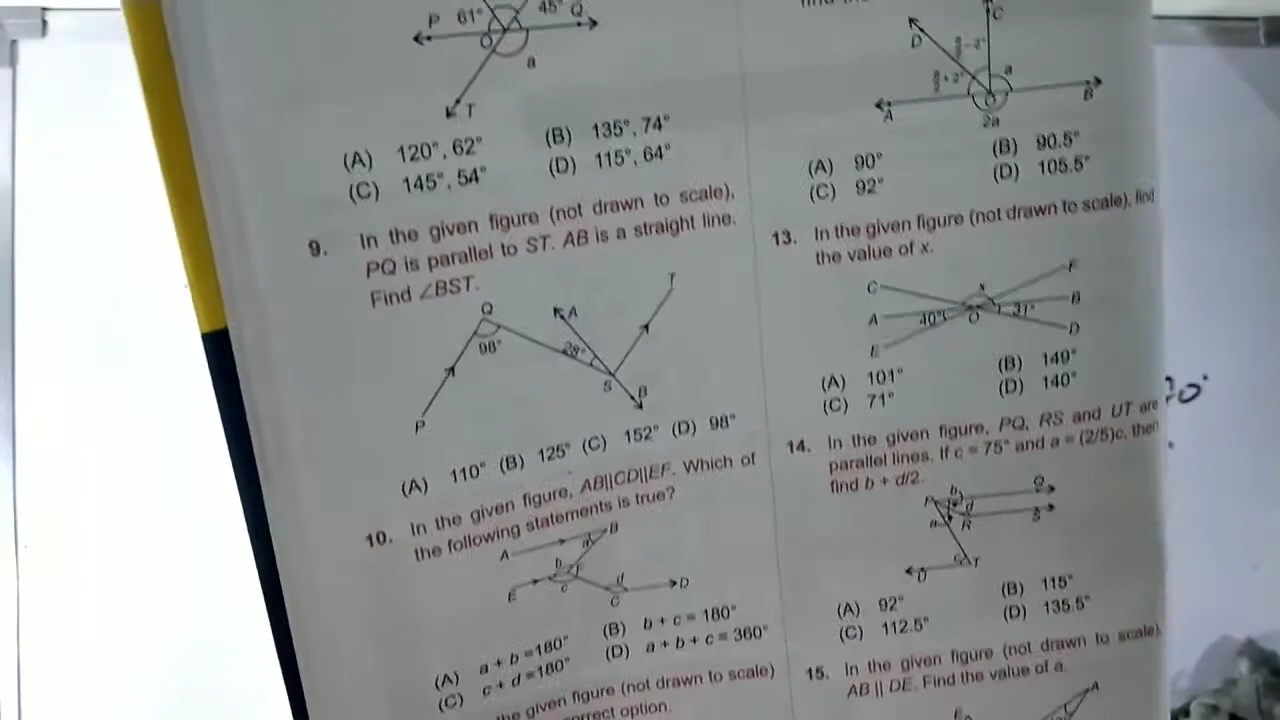 P 61° 45° Q
O
a
T
(A) 120°, 62° (B) 135°, 74°
(C) 145°, 54° (D) 115°, 64°
9. In the given figure (not drawn to scale),
PQ is parallel to ST. AB is a straight line.
Find ∠BST.
Q A T
98° 28°
S B
P
(A) 110° (B) 125° (C) 152° (D) 98°
10. In the given figure, AB||CD||EF. Which of
the following statements is true?
A B
a
b
E c d D
C
(A) a + b =180° (B) b + c = 180°
(C) c + d =180° (D) a + b + c = 360°
the given figure (not drawn to scale)
correct option.
find the
C
D
a
A O B
2a
(A) 90° (B) 90.5°
(C) 92° (D) 105.5°
13. In the given figure (not drawn to scale), find
the value of x.
C x F
A 40° O 31° B
E D
(A) 101° (B) 149°
(C) 71° (D) 140°
14. In the given figure, PQ, RS and UT are
parallel lines. If c = 75° and a = (2/5)c, then
find b + d/2.
P b Q
d
a R S
U c T
(A) 92° (B) 115°
(C) 112.5° (D) 135.5°
15. In the given figure (not drawn to scale)
AB || DE. Find the value of a.
A